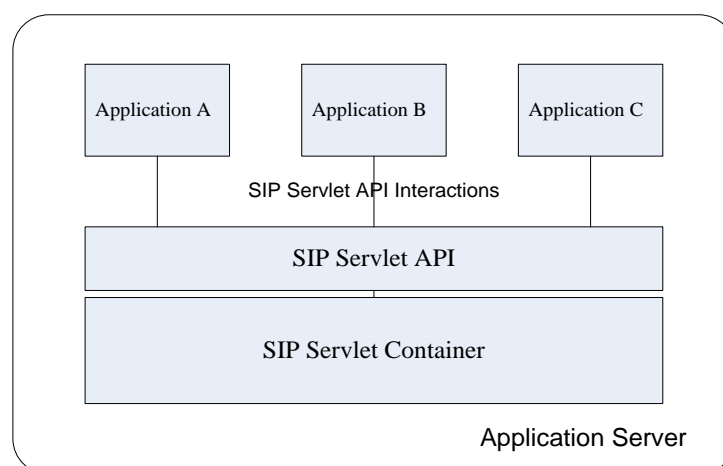 Application A
Application B
Application C
SIP Servlet API Interactions
SIP Servlet API
SIP Servlet Container
Application Server